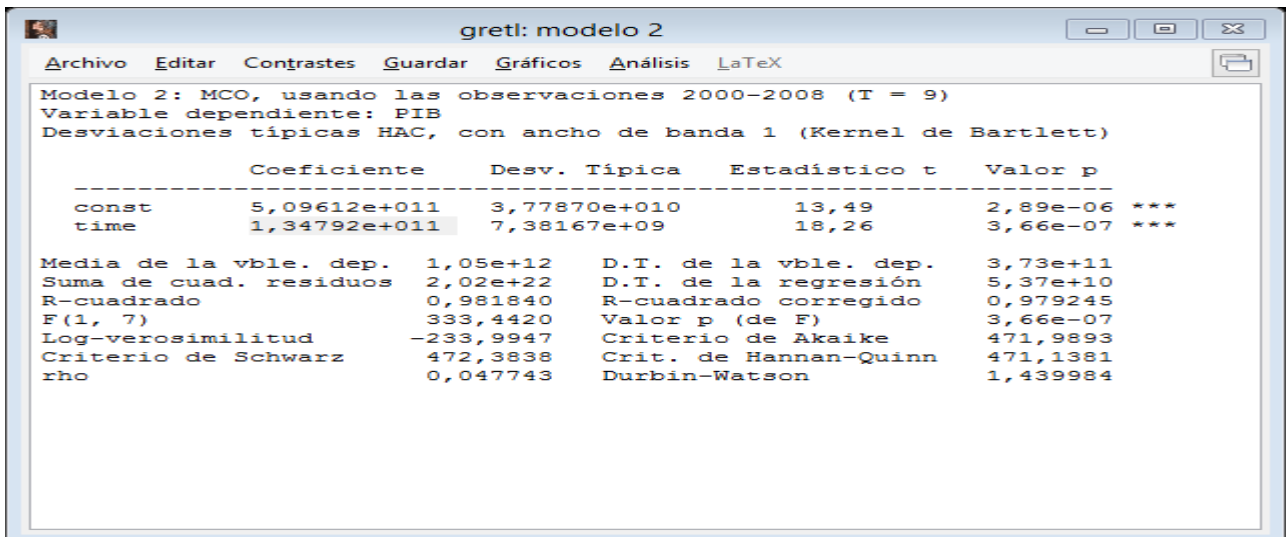 gretl: modelo 2
Archivo Editar Contrastes Guardar Gráficos Análisis LaTeX
Modelo 2: MCO, usando las observaciones 2000-2008 (T = 9)
Variable dependiente: PIB
Desviaciones típicas HAC, con ancho de banda 1 (Kernel de Bartlett)
Coeficiente Desv. Típica Estadístico t Valor p
const 5,09612e+011 3,77870e+010 13,49 2,89e-06 ***
time 1,34792e+011 7,38167e+09 18,26 3,66e-07 ***
Media de la vble. dep. 1,05e+12 D.T. de la vble. dep. 3,73e+11
Suma de cuad. residuos 2,02e+22 D.T. de la regresión 5,37e+10
R-cuadrado 0,981840 R-cuadrado corregido 0,979245
F(1, 7) 333,4420 Valor p (de F) 3,66e-07
Log-verosimilitud -233,9947 Criterio de Akaike 471,9893
Criterio de Schwarz 472,3838 Crit. de Hannan-Quinn 471,1381
rho 0,047743 Durbin-Watson 1,439984